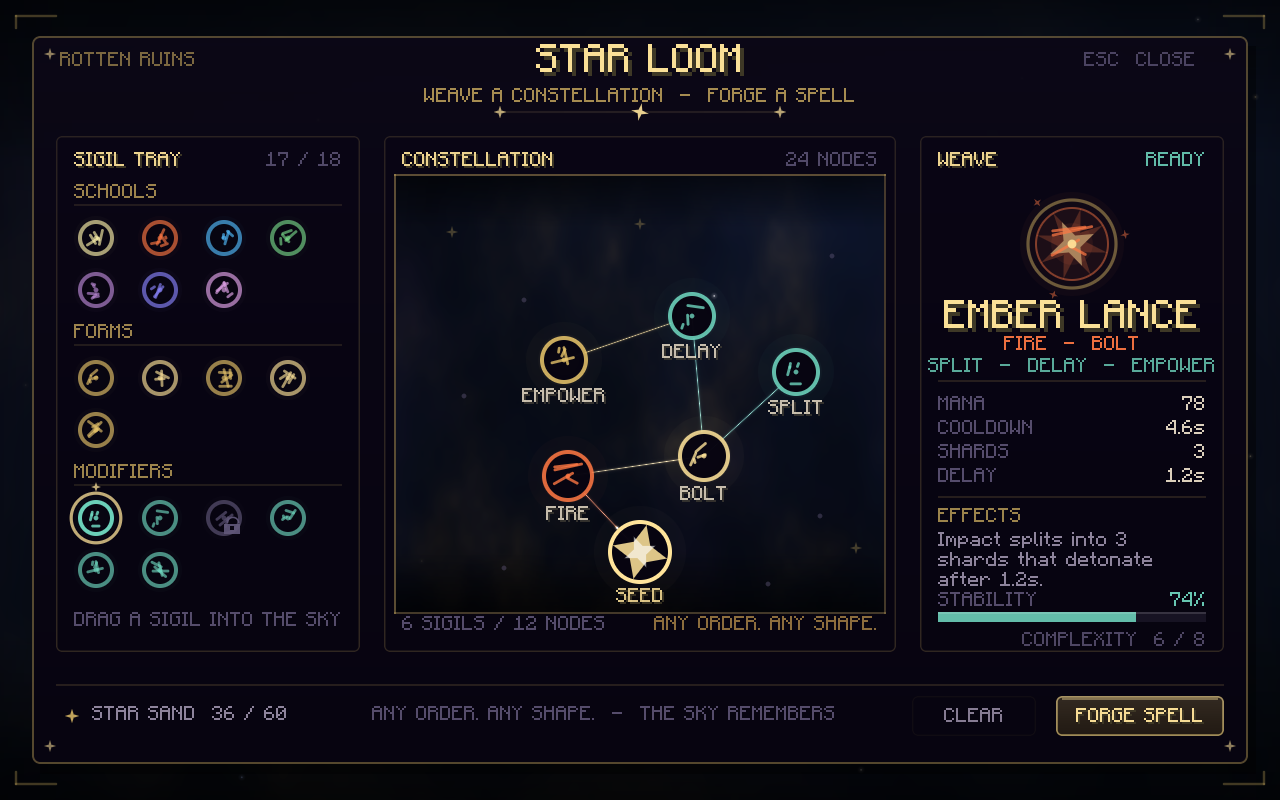 ROTTEN RUINS
STAR LOOM
ESC CLOSE
WEAVE A CONSTELLATION – FORGE A SPELL
SIGIL TRAY 17 / 18
SCHOOLS
FORMS
MODIFIERS
DRAG A SIGIL INTO THE SKY
CONSTELLATION 24 NODES
DELAY
EMPOWER
SPLIT
BOLT
FIRE
SEED
6 SIGILS / 12 NODES ANY ORDER. ANY SHAPE.
WEAVE READY
EMBER LANCE
FIRE – BOLT
SPLIT – DELAY – EMPOWER
MANA 78
COOLDOWN 4.6s
SHARDS 3
DELAY 1.2s
EFFECTS
Impact splits into 3
shards that detonate
after 1.2s.
STABILITY 74%
COMPLEXITY 6 / 8
STAR SAND 36 / 60
ANY ORDER. ANY SHAPE. – THE SKY REMEMBERS
CLEAR
FORGE SPELL